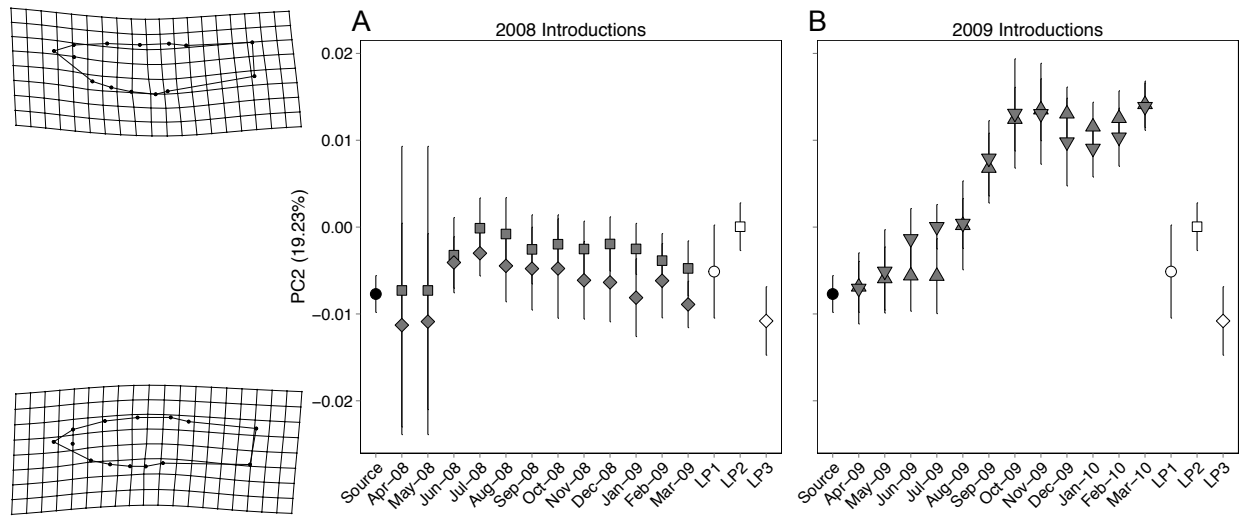 A
2008 Introductions
B
2009 Introductions
PC2 (19.23%)
0.02
0.01
0.00
−0.01
−0.02
Source
Apr−08
May−08
Jun−08
Jul−08
Aug−08
Sep−08
Oct−08
Nov−08
Dec−08
Jan−09
Feb−09
Mar−09
LP1
LP2
LP3
Source
Apr−09
May−09
Jun−09
Jul−09
Aug−09
Sep−09
Oct−09
Nov−09
Dec−09
Jan−10
Feb−10
Mar−10
LP1
LP2
LP3